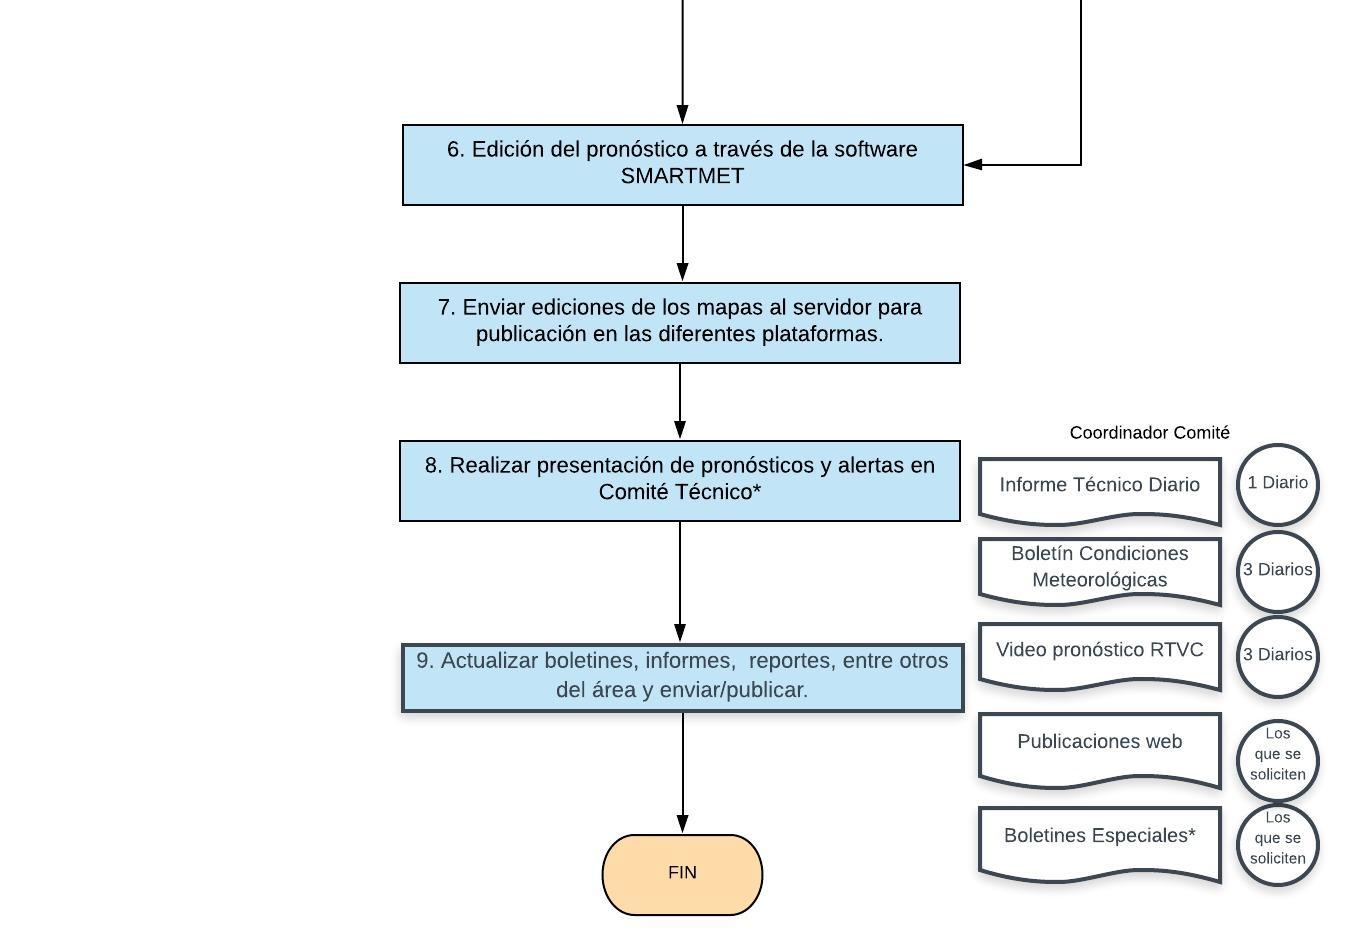 6. Edición del pronóstico a través de la software
SMARTMET
7. Enviar ediciones de los mapas al servidor para
publicación en las diferentes plataformas.
8. Realizar presentación de pronósticos y alertas en
Comité Técnico*
Coordinador Comité
Informe Técnico Diario
1 Diario
Boletín Condiciones
Meteorológicas
3 Diarios
Video pronóstico RTVC
3 Diarios
9. Actualizar boletines, informes,  reportes, entre otros
del área y enviar/publicar.
Publicaciones web
Los
que se
soliciten
Boletines Especiales*
Los
que se
soliciten
FIN